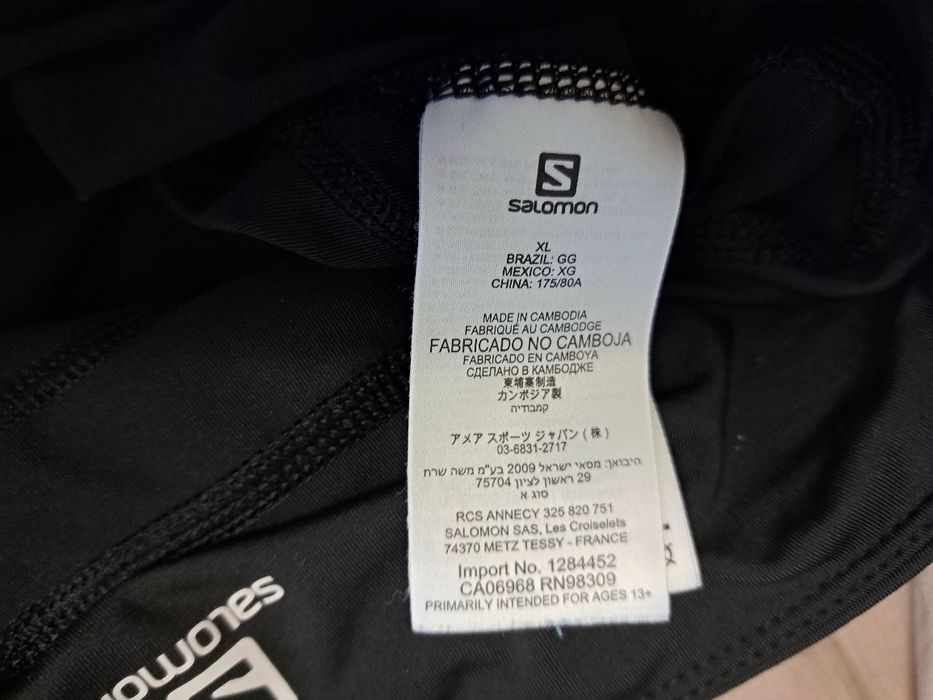 S
salomon
XL
BRAZIL: GG
MEXICO: XG
CHINA: 175/80A
MADE IN CAMBODIA
FABRIQUÉ AU CAMBODGE
FABRICADO NO CAMBOJA
FABRICADO EN CAMBOYA
СДЕЛАНО В КАМБОДЖЕ
柬埔寨制造
カンボジア製
קמבודיה
アメア スポーツ ジャパン ( 株 )
03-6831-2717
היבואן: מסאי ישראל 2009 בע"מ משה שרת
29 ראשון לציון 75704
סוג א
RCS ANNECY 325 820 751
SALOMON SAS, Les Croiselets
74370 METZ TESSY - FRANCE
Import No. 1284452
CA06968 RN98309
PRIMARILY INTENDED FOR AGES 13+
salomon
S